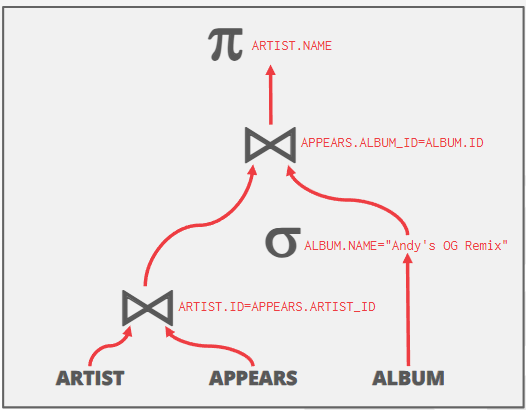 π ARTIST.NAME
⋈ APPEARS.ALBUM_ID=ALBUM.ID
σ ALBUM.NAME="Andy's OG Remix"
⋈ ARTIST.ID=APPEARS.ARTIST_ID
ARTIST APPEARS ALBUM